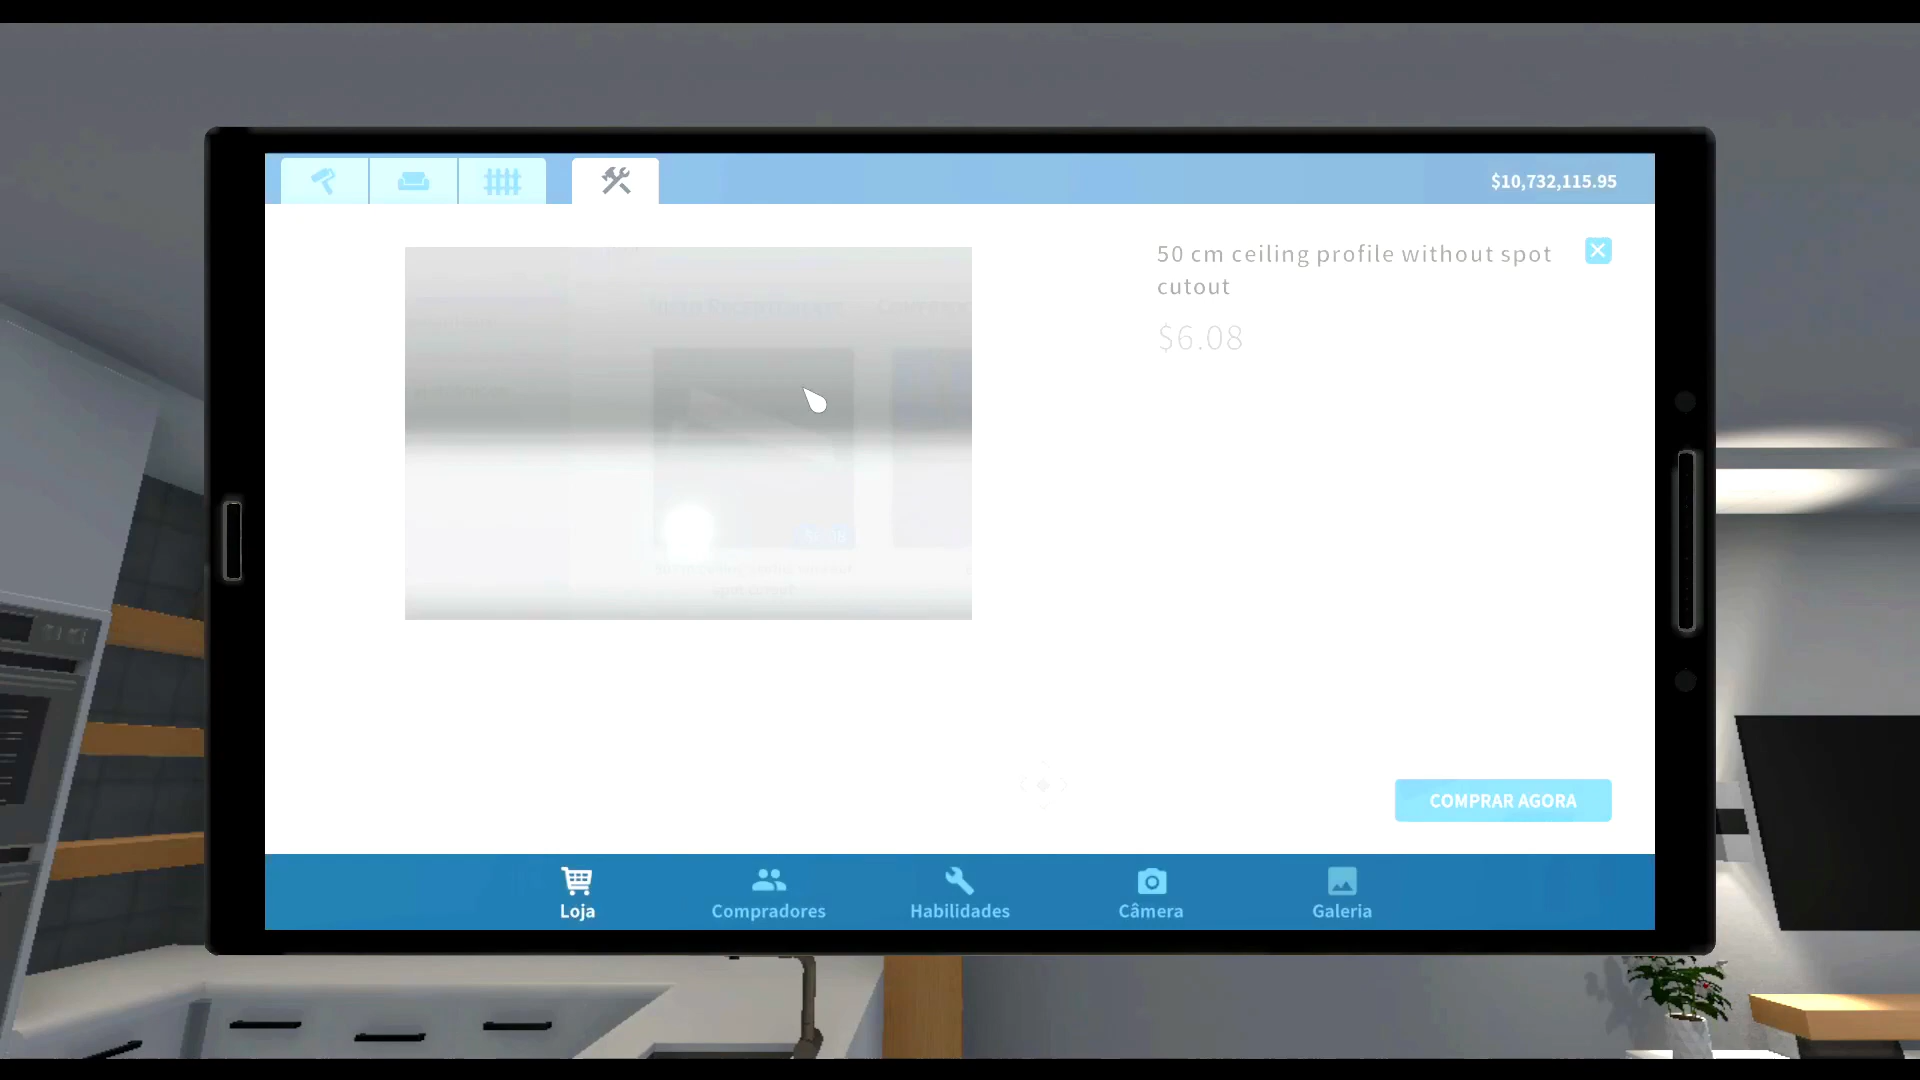 $10,732,115.95
50 cm ceiling profile without spot
cutout
$6.08
COMPRAR AGORA
Loja
Compradores
Habilidades
Câmera
Galeria